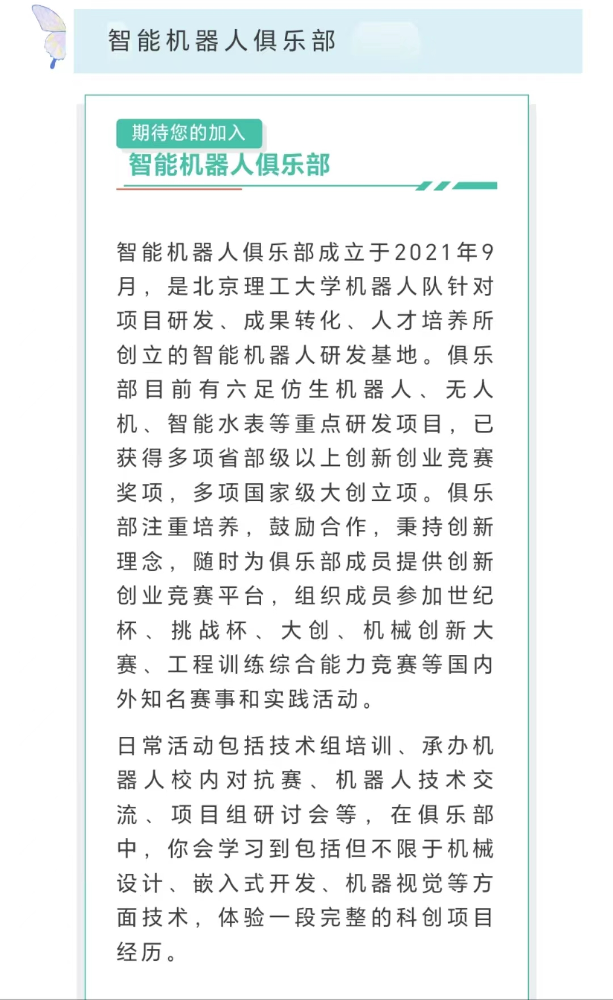 智能机器人俱乐部
期待您的加入
智能机器人俱乐部
智能机器人俱乐部成立于2021年9
月，是北京理工大学机器人队针对
项目研发、成果转化、人才培养所
创立的智能机器人研发基地。俱乐
部目前有六足仿生机器人、无人
机、智能水表等重点研发项目，已
获得多项省部级以上创新创业竞赛
奖项，多项国家级大创立项。俱乐
部注重培养，鼓励合作，秉持创新
理念，随时为俱乐部成员提供创新
创业竞赛平台，组织成员参加世纪
杯、挑战杯、大创、机械创新大
赛、工程训练综合能力竞赛等国内
外知名赛事和实践活动。
日常活动包括技术组培训、承办机
器人校内对抗赛、机器人技术交
流、项目组研讨会等，在俱乐部
中，你会学习到包括但不限于机械
设计、嵌入式开发、机器视觉等方
面技术，体验一段完整的科创项目
经历。